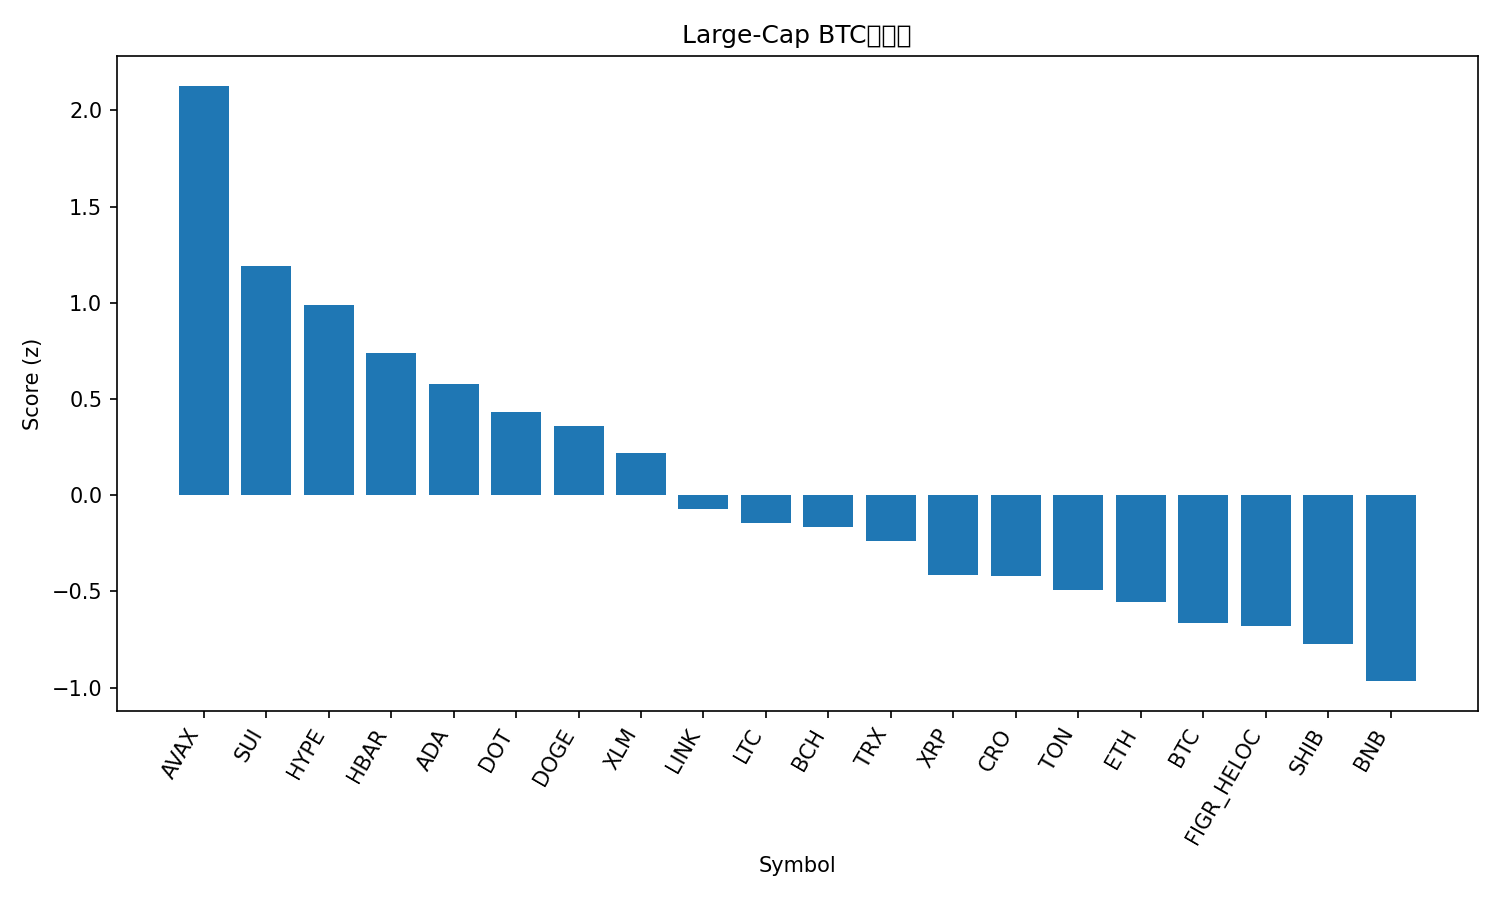 Large-Cap BTC
2.0
1.5
1.0
0.5
0.0
−0.5
−1.0
Score (z)
AVAX
SUI
HYPE
HBAR
ADA
DOT
DOGE
XLM
LINK
LTC
BCH
TRX
XRP
CRO
TON
ETH
BTC
FIGR_HELOC
SHIB
BNB
Symbol